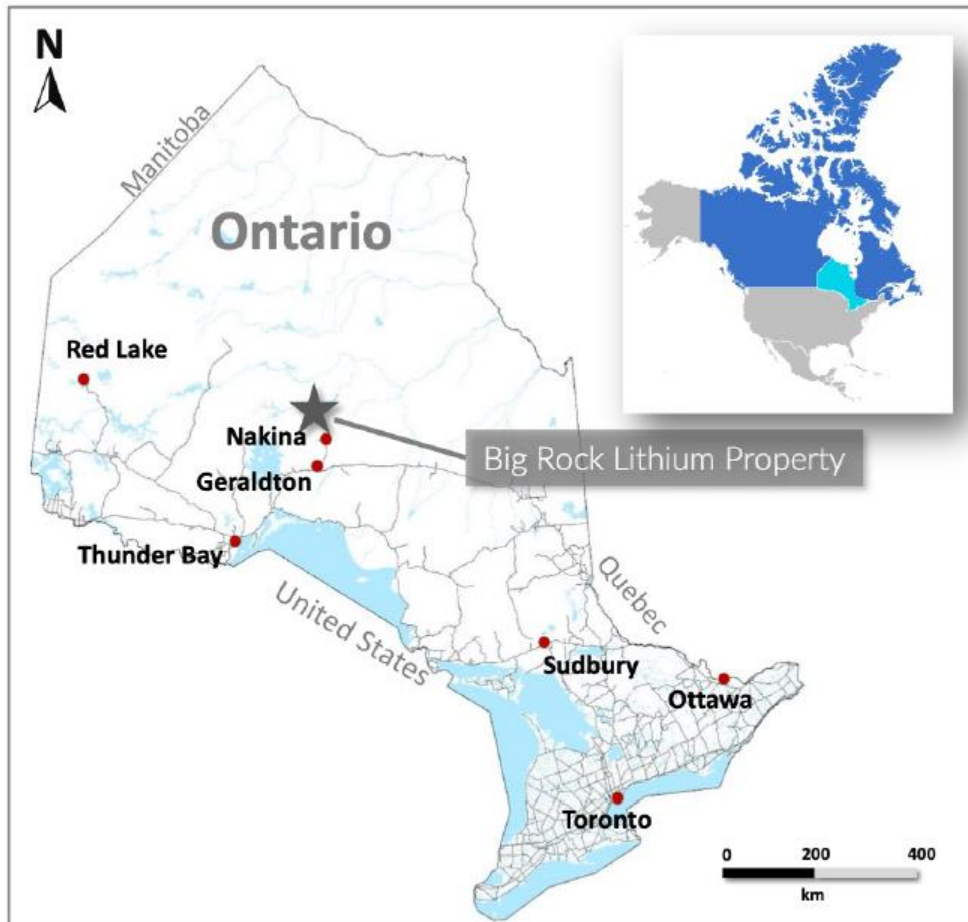 N
Manitoba
Ontario
Red Lake
Nakina
Big Rock Lithium Property
Geraldton
Thunder Bay
United States
Quebec
Sudbury
Ottawa
Toronto
0 200 400
km